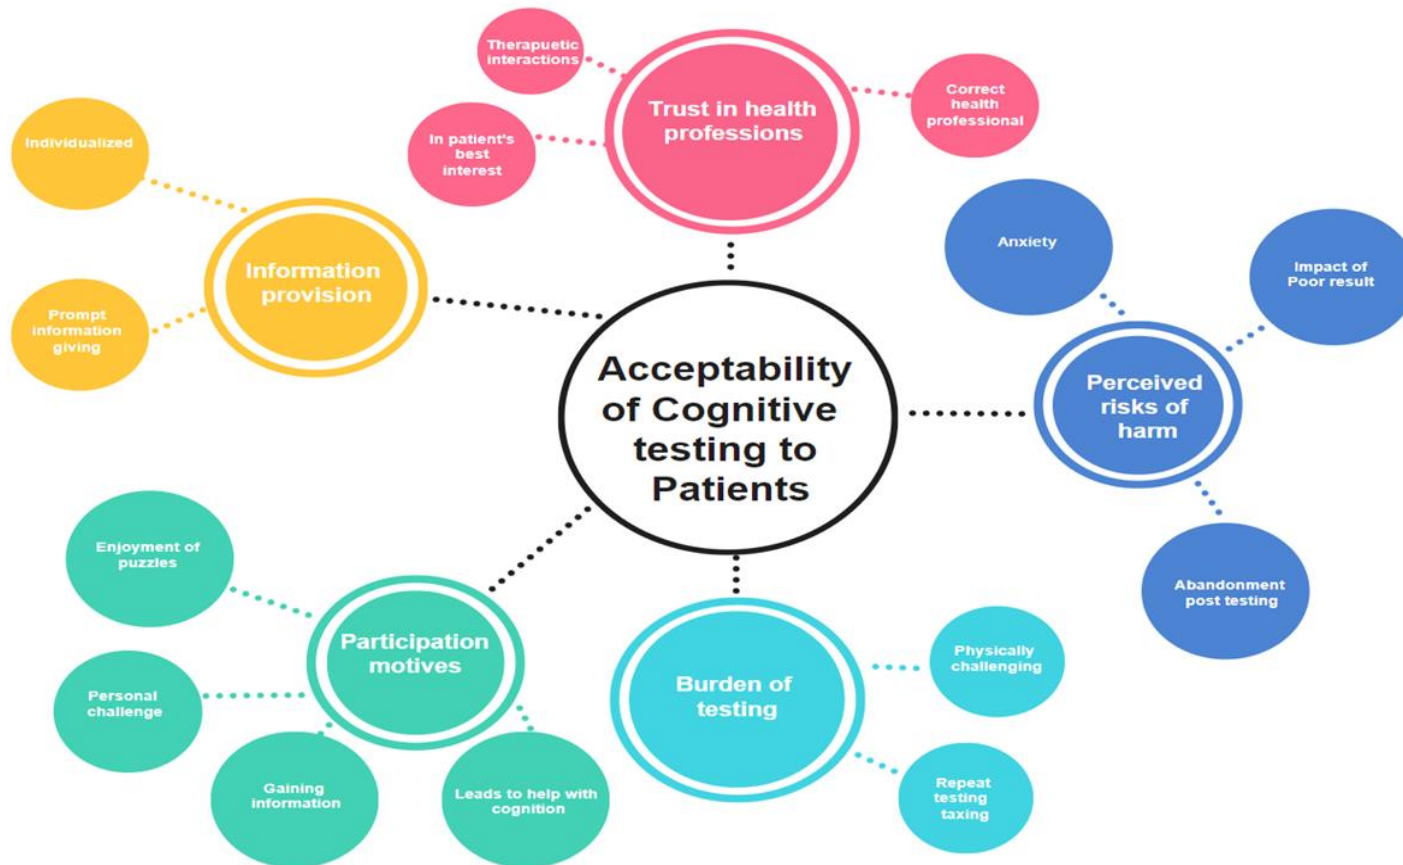 Therapuetic
interactions
Trust in health
professions
Correct
health
professional
In patient's
best
interest
Individualized
Information
provision
Prompt
information
giving
Anxiety
Impact of
Poor result
Perceived
risks of
harm
Abandonment
post testing
Acceptability
of Cognitive
testing to
Patients
Enjoyment of
puzzles
Participation
motives
Personal
challenge
Gaining
information
Leads to help with
cognition
Burden of
testing
Physically
challenging
Repeat
testing
taxing